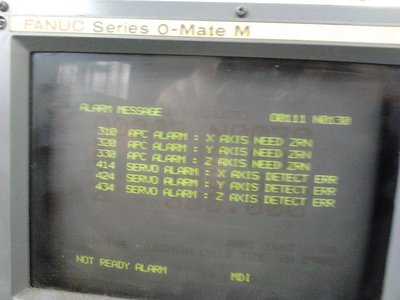 FANUC Series O-Mate M
ALARM MESSAGE O0111 N0130
310 APC ALARM : X AXIS NEED ZRN
320 APC ALARM : Y AXIS NEED ZRN
330 APC ALARM : Z AXIS NEED ZRN
414 SERVO ALARM : X AXIS DETECT ERR
424 SERVO ALARM : Y AXIS DETECT ERR
434 SERVO ALARM : Z AXIS DETECT ERR
NOT READY ALARM MDI